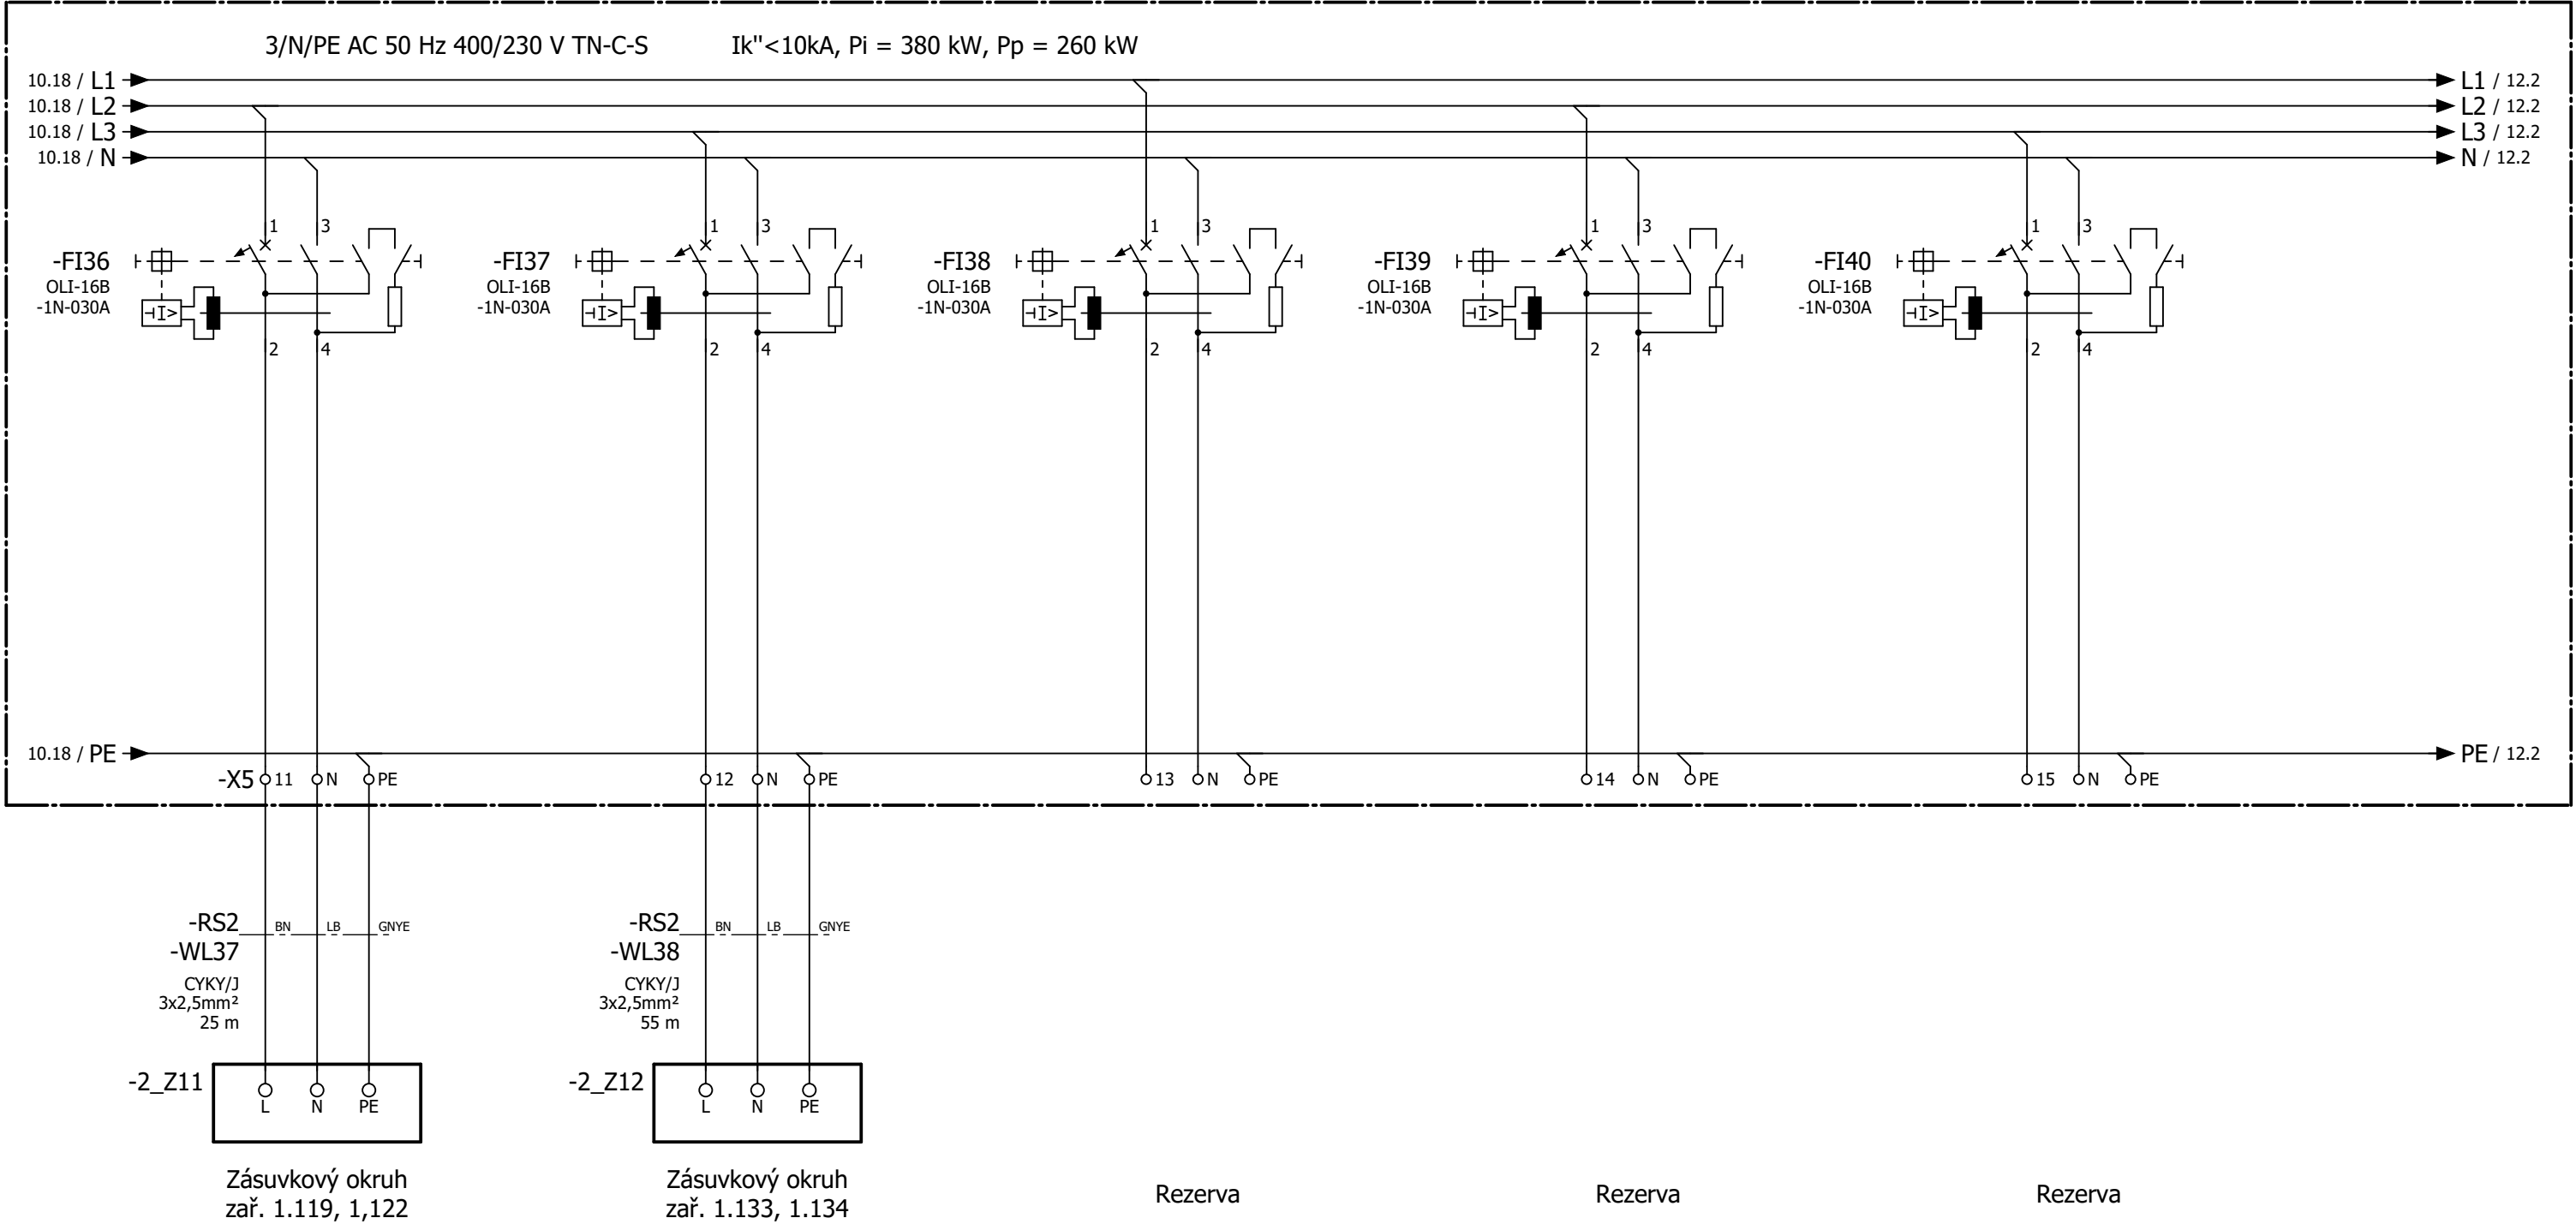 3/N/PE AC 50 Hz 400/230 V TN-C-S Ik"<10kA, Pi = 380 kW, Pp = 260 kW
10.18 / L1 L1 / 12.2
10.18 / L2 L2 / 12.2
10.18 / L3 L3 / 12.2
10.18 / N N / 12.2
1 3 1 3 1 3 1 3 1 3
-FI36 -FI37 -FI38 -FI39 -FI40
OLI-16B OLI-16B OLI-16B OLI-16B OLI-16B
-1N-030A -1N-030A -1N-030A -1N-030A -1N-030A
I> I> I> I> I>
2 4 2 4 2 4 2 4 2 4
10.18 / PE PE / 12.2
-X5 11 N PE 12 N PE 13 N PE 14 N PE 15 N PE
-RS2 BN LB GNYE -RS2 BN LB GNYE
-WL37 -WL38
CYKY/J CYKY/J
3x2,5mm² 3x2,5mm²
25 m 55 m
-2_Z11 -2_Z12
L N PE L N PE
Zásuvkový okruh Zásuvkový okruh
zař. 1.119, 1,122 zař. 1.133, 1.134
Rezerva Rezerva Rezerva